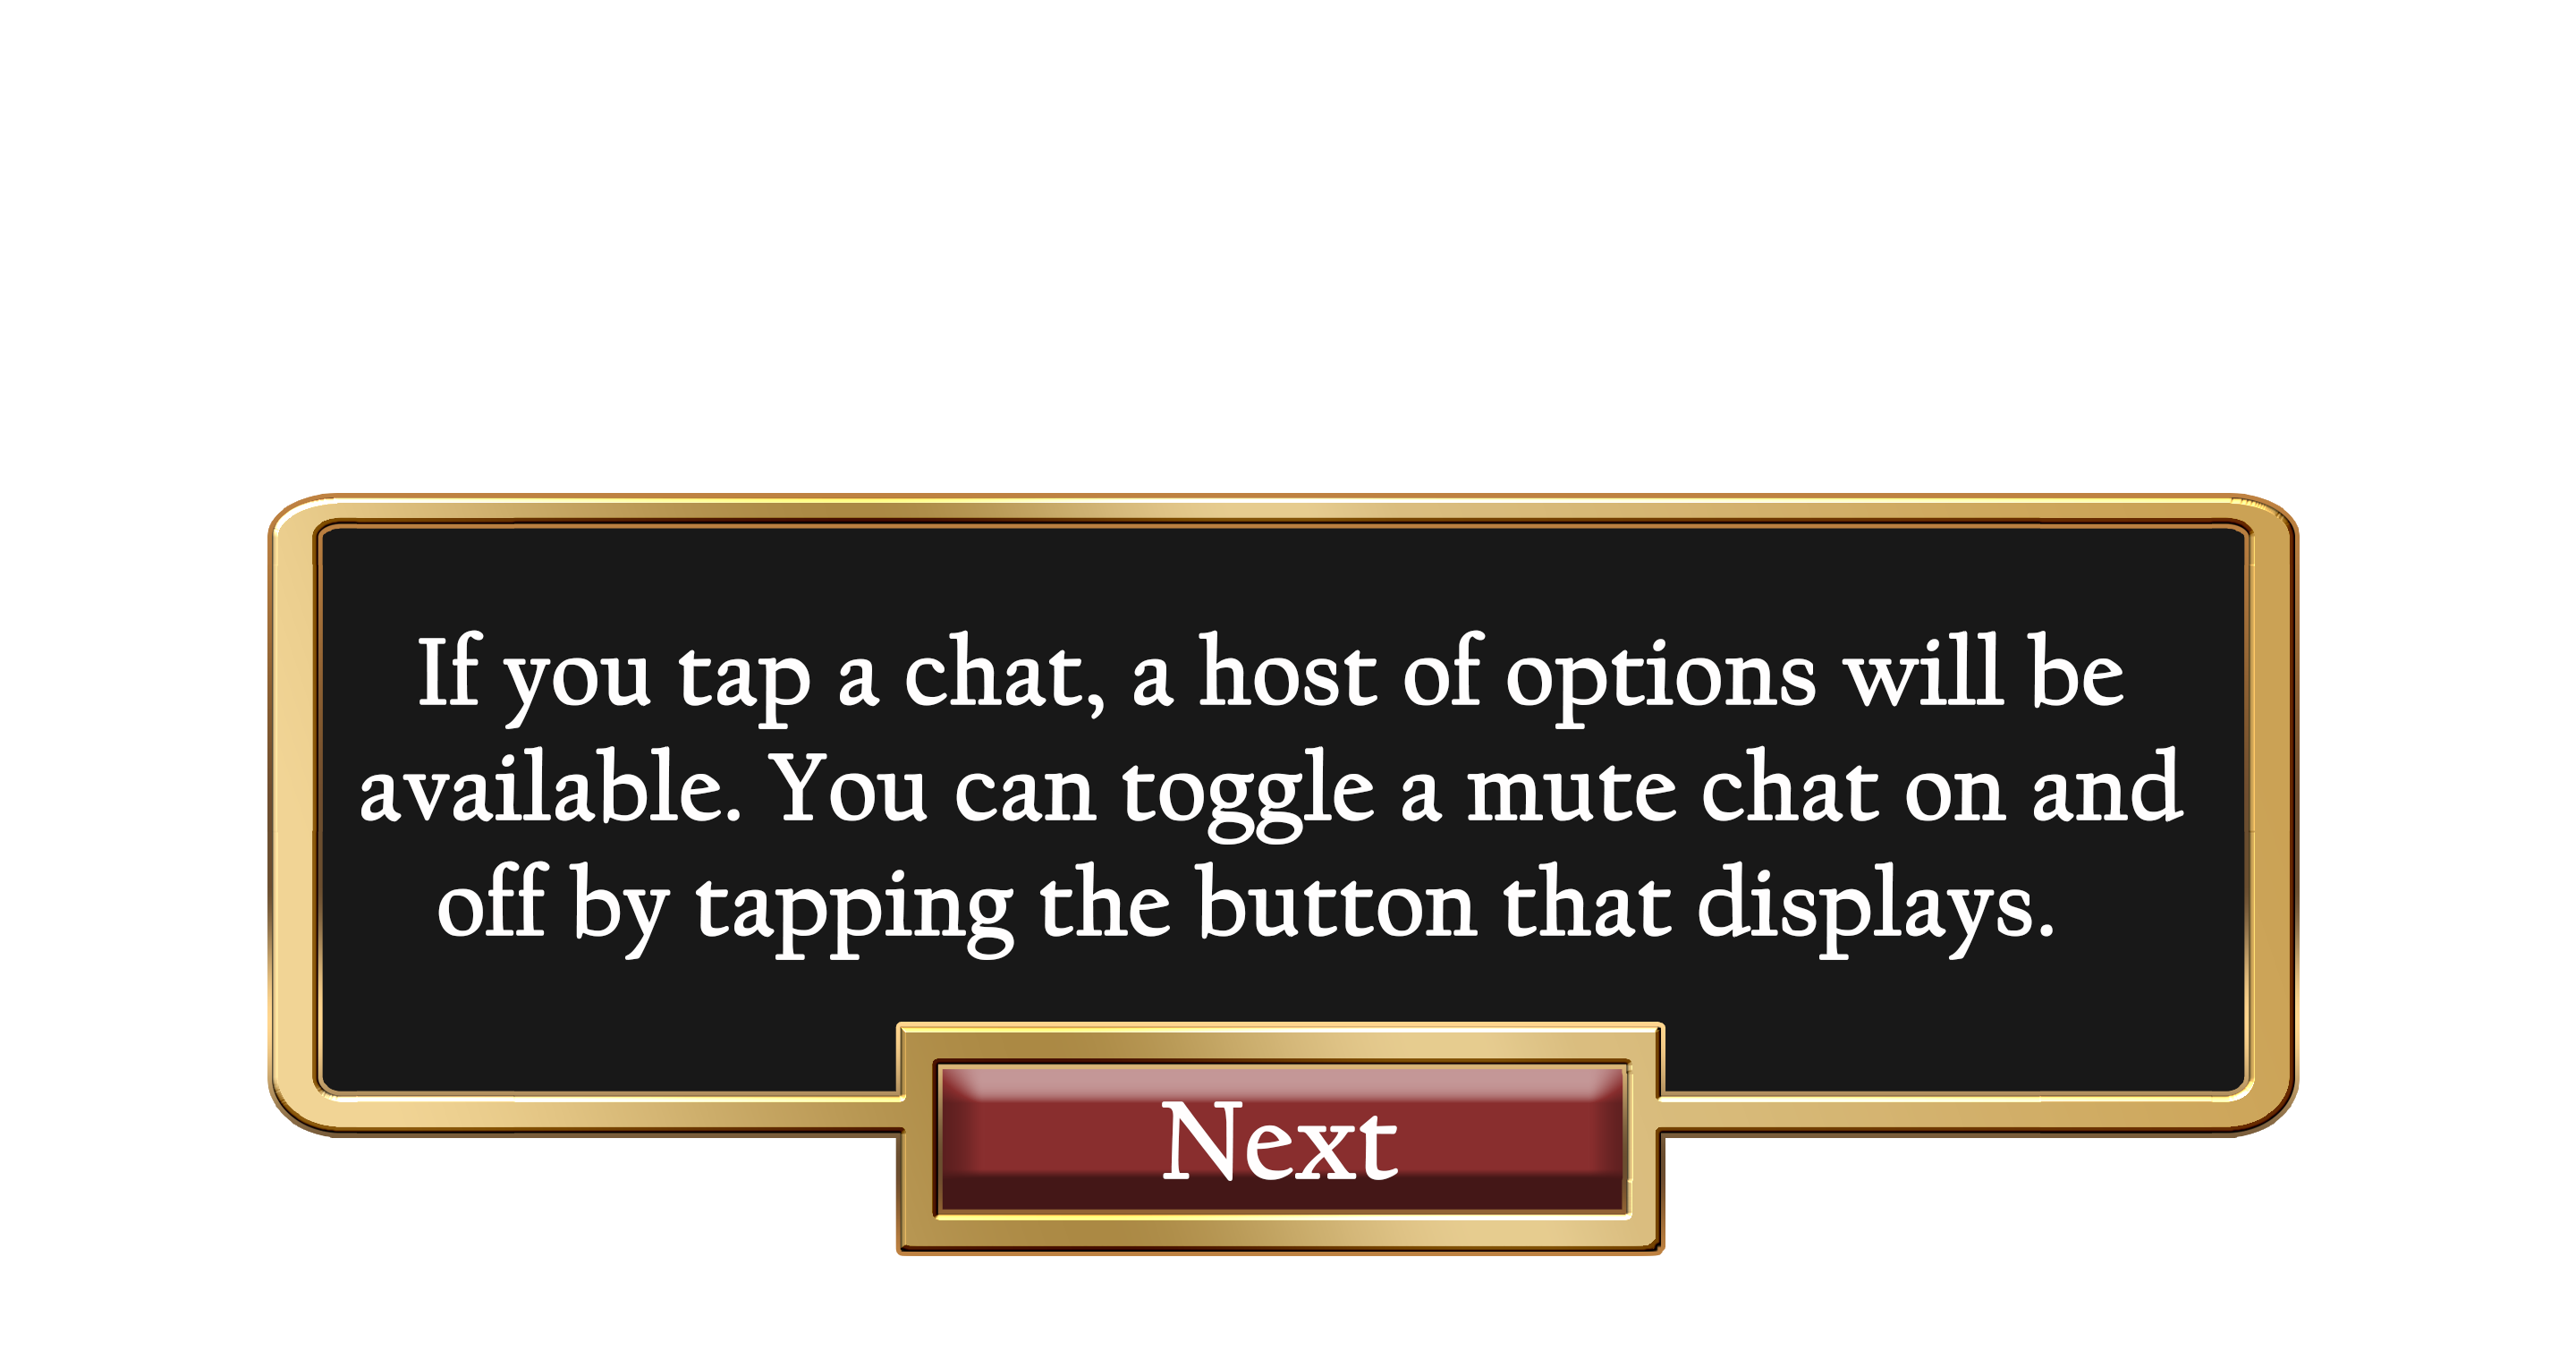 If you tap a chat, a host of options will be
available. You can toggle a mute chat on and
off by tapping the button that displays.
Next